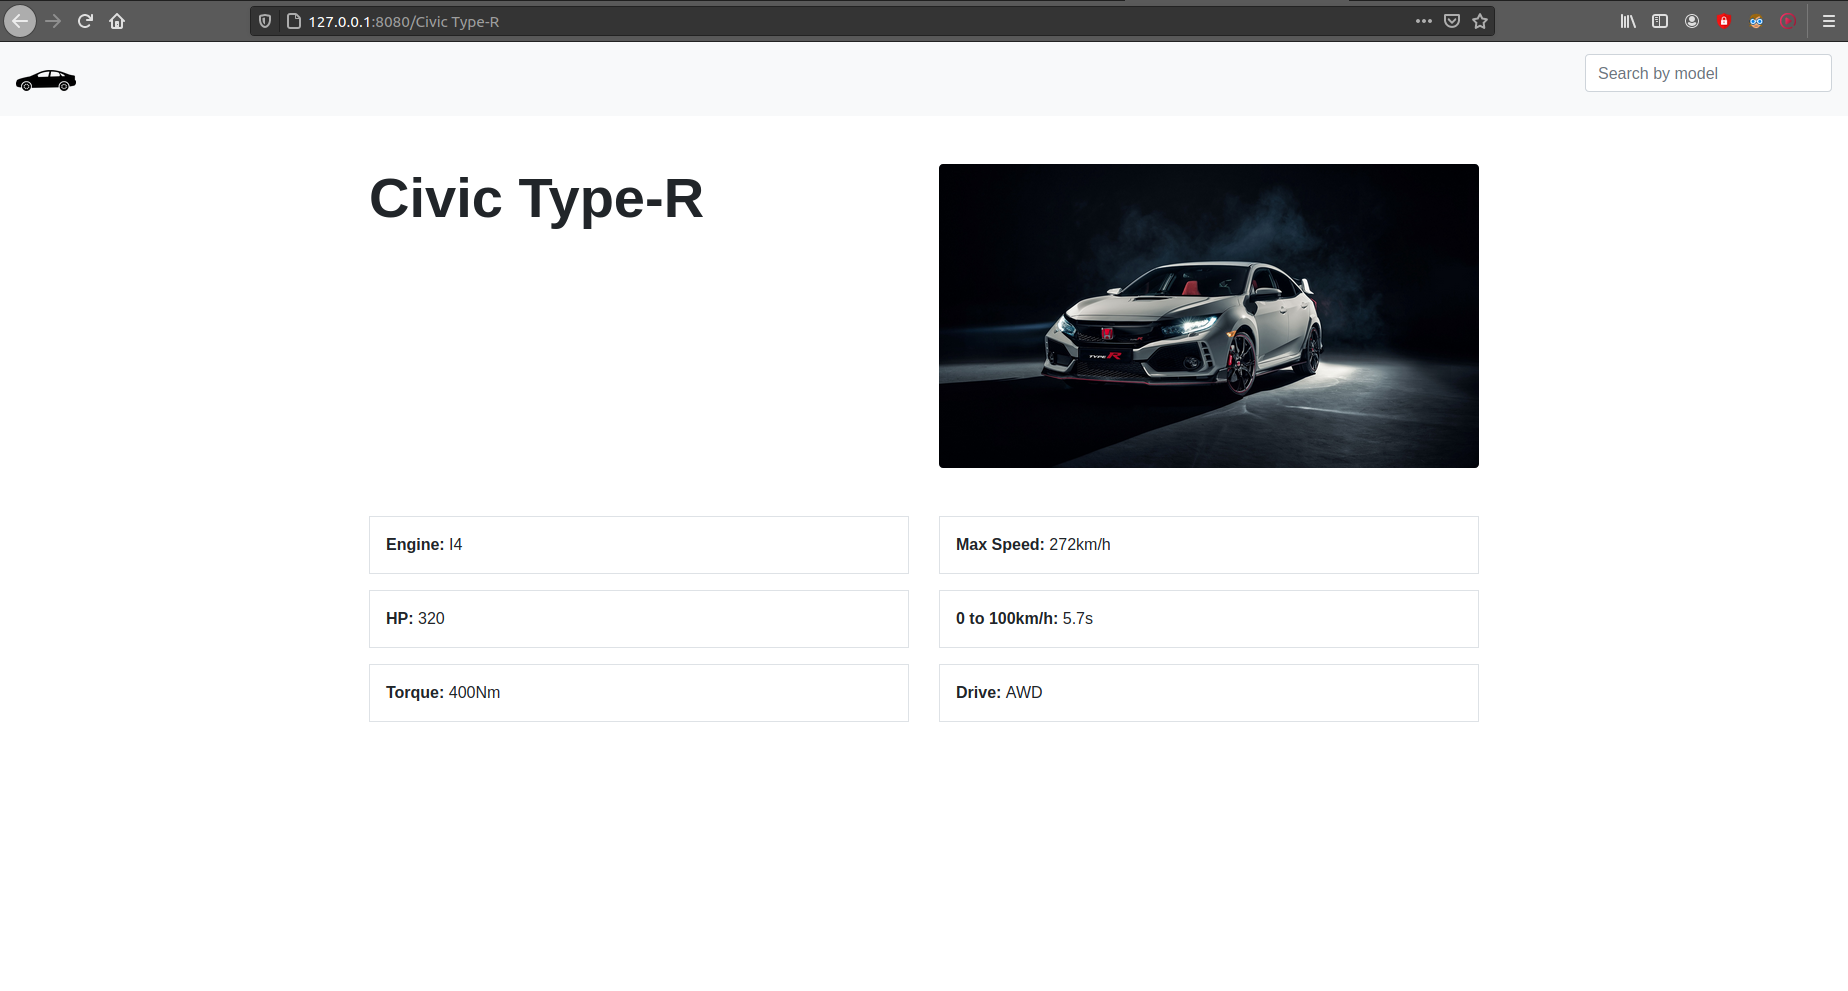 127.0.0.1:8080/Civic Type-R
Search by model
Civic Type-R
TYPE R
Engine: I4
Max Speed: 272km/h
HP: 320
0 to 100km/h: 5.7s
Torque: 400Nm
Drive: AWD